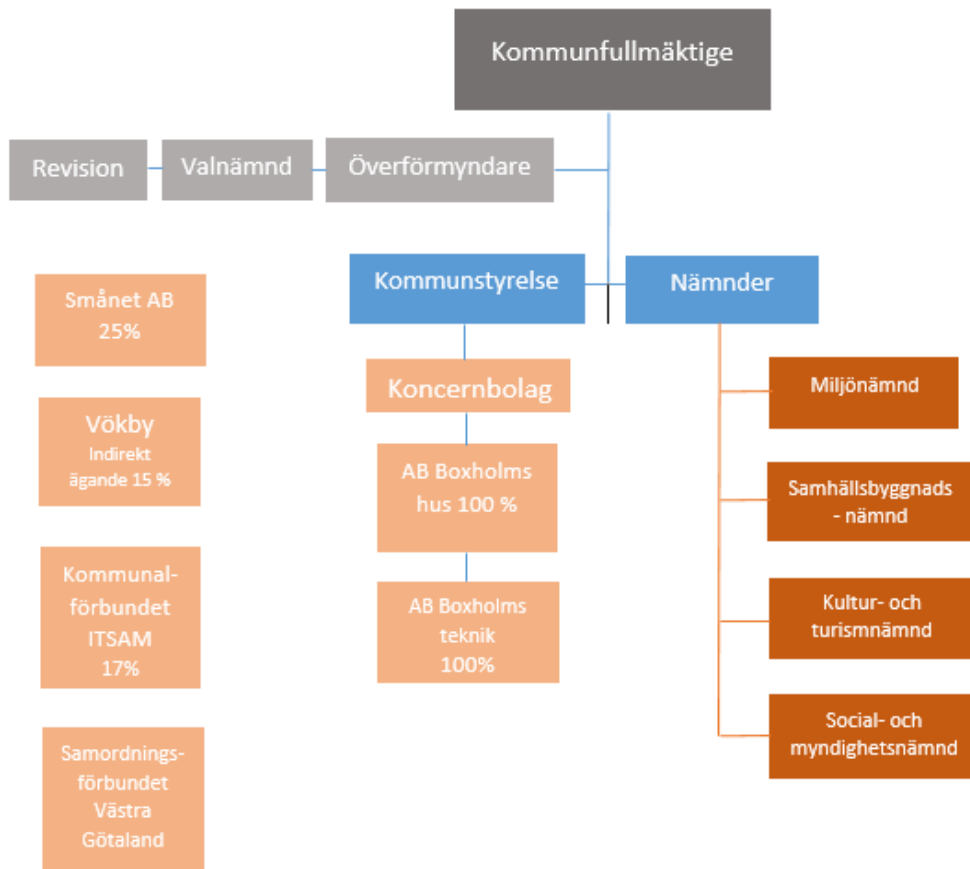 Kommunfullmäktige
Revision
Valnämnd
Överförmyndare
Kommunstyrelse
Nämnder
Smånet AB
25%
Vökby
Indirekt
ägande 15 %
Kommunal-
förbundet
ITSAM
17%
Samordnings-
förbundet
Västra
Götaland
Koncernbolag
AB Boxholms
hus 100 %
AB Boxholms
teknik
100%
Miljönämnd
Samhällsbyggnads
- nämnd
Kultur- och
turismnämnd
Social- och
myndighetsnämnd